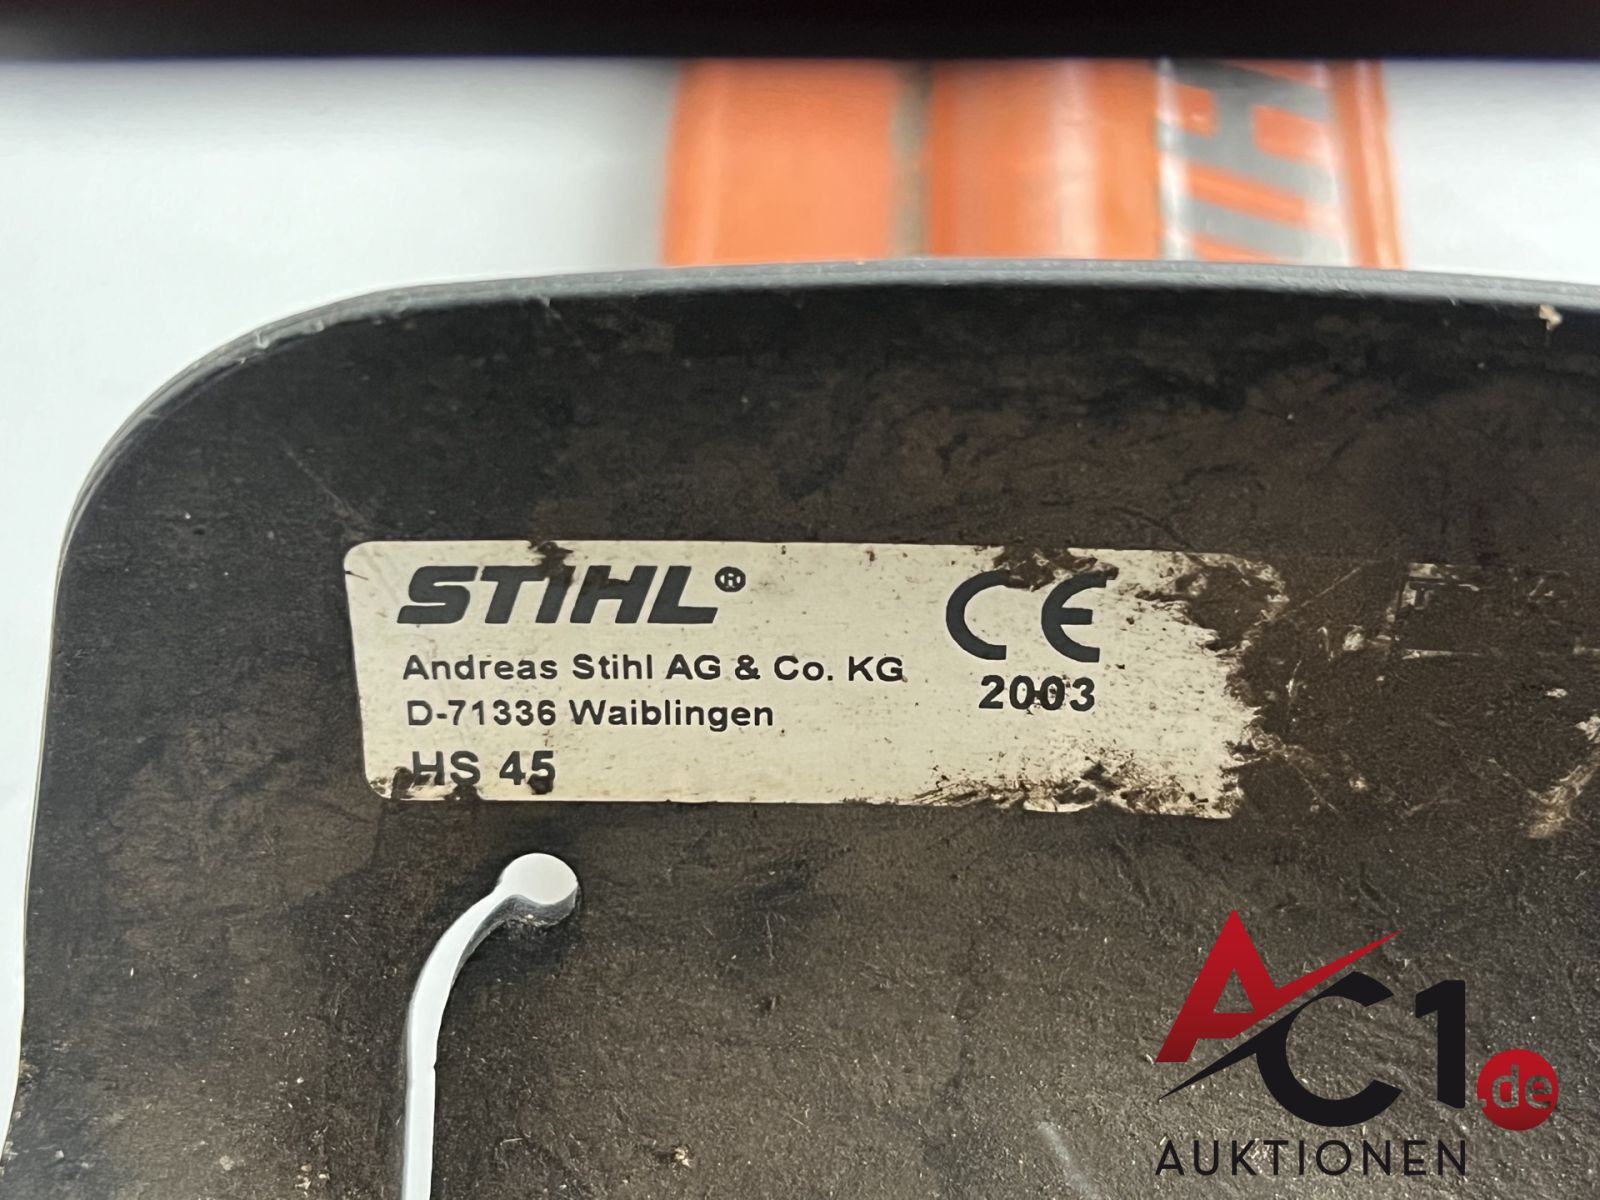 STIHL®
Andreas Stihl AG & Co. KG
D-71336 Waiblingen
HS 45
CE
2003
AC1.de
AUKTIONEN